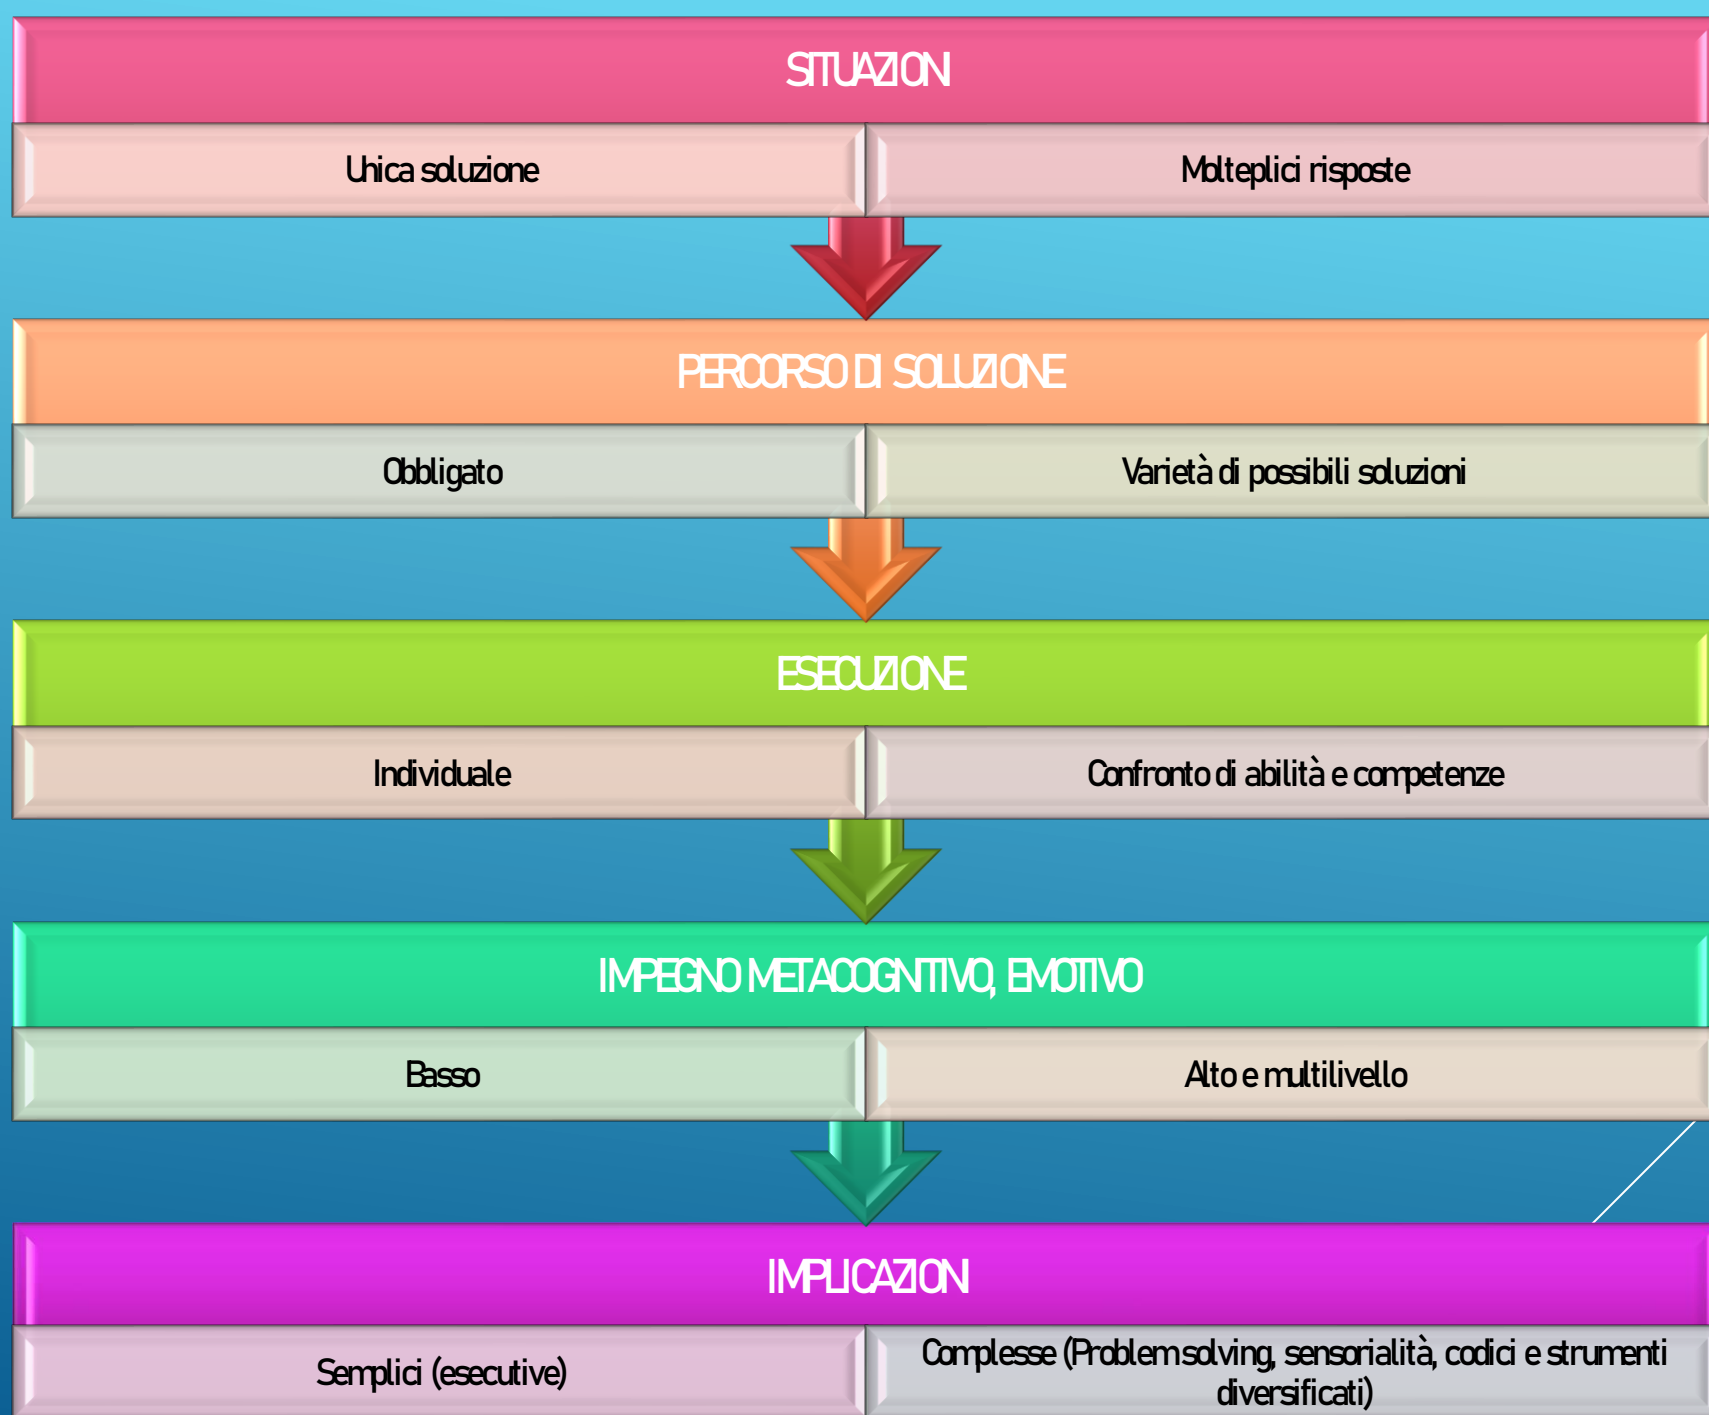 SITUAZIONI
Unica soluzione
Molteplici risposte
PERCORSO DI SOLUZIONE
Obbligato
Varietà di possibili soluzioni
ESECUZIONE
Individuale
Confronto di abilità e competenze
IMPEGNO METACOGNITIVO, EMOTIVO
Basso
Alto e multilivello
IMPLICAZIONI
Semplici (esecutive)
Complesse (Problem solving, sensorialità, codici e strumenti
diversificati)